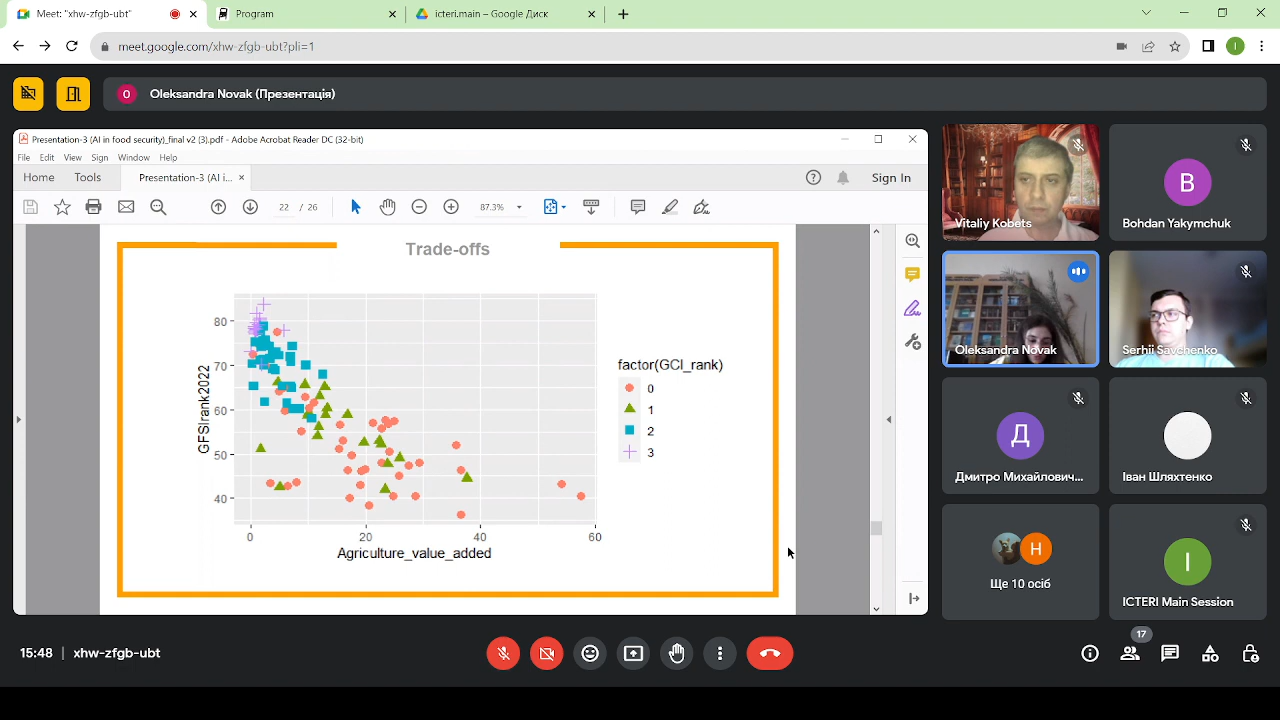 Meet: "xhw-zfgb-ubt"
Program
icteri.main – Google Диск
meet.google.com/xhw-zfgb-ubt?pli=1
I
O
Oleksandra Novak (Презентація)
Presentation-3 (AI in food security)_final v2 (3).pdf - Adobe Acrobat Reader DC (32-bit)
File Edit View Sign Window Help
Home Tools Presentation-3 (AI i... Sign In
22 / 26
87.3%
Trade-offs
80
70
60
50
40
GFSIrank2022
0 20 40 60
Agriculture_value_added
factor(GCI_rank)
0
1
2
3
Vitaliy Kobets
B
Bohdan Yakymchuk
Oleksandra Novak
Serhii Savchenko
Д
Дмитро Михайлович...
Іван Шляхтенко
H
Ще 10 осіб
I
ICTERI Main Session
15:48 | xhw-zfgb-ubt
17